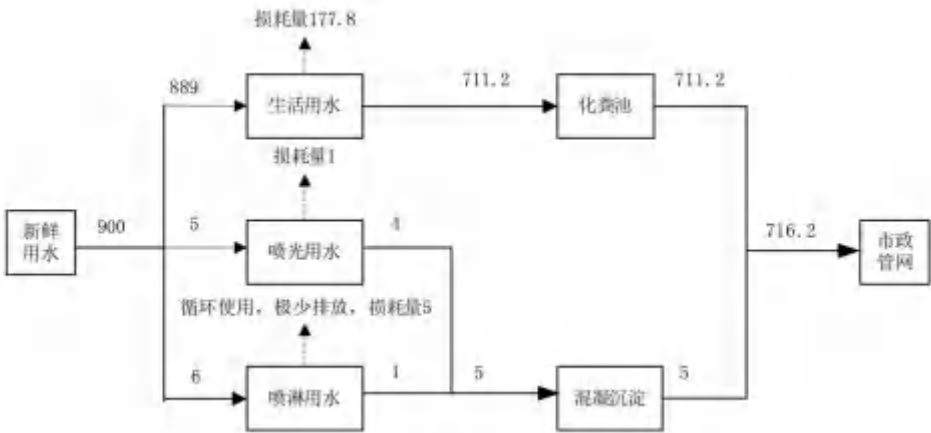 损耗量177.8
889
生活用水
711.2
化粪池
711.2
损耗量1
新鲜
用水
900
5
喷光用水
4
716.2
市政
管网
循环使用，极少排放，损耗量5
6
喷淋用水
1
5
混凝沉淀
5